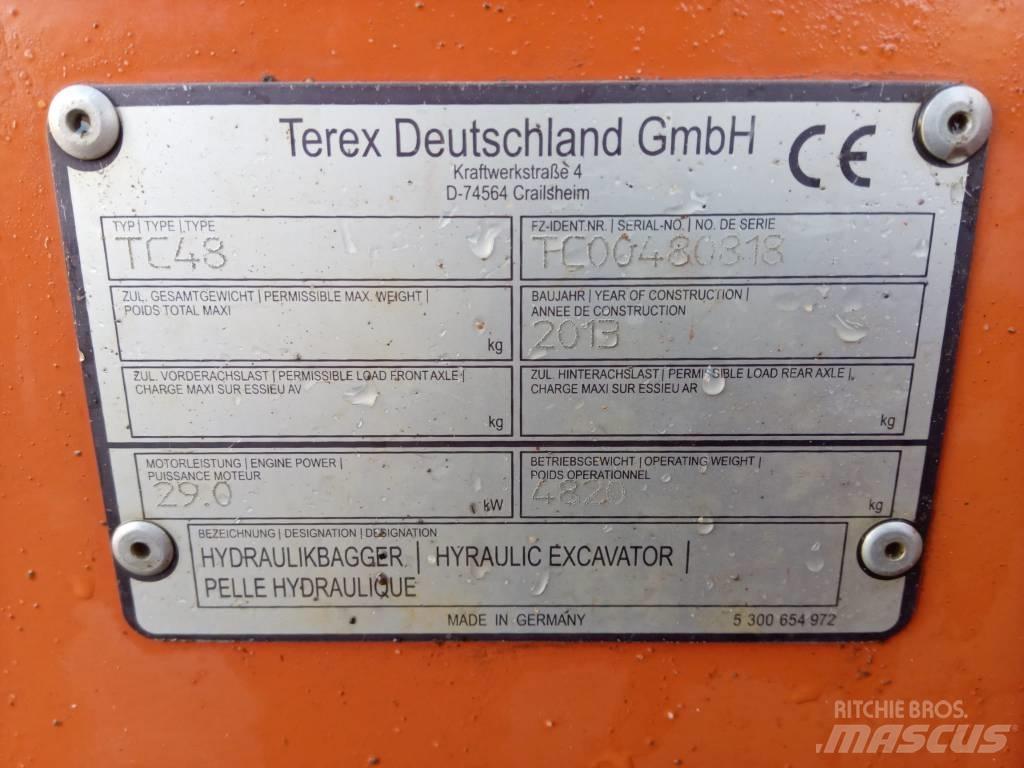 Terex Deutschland GmbH
CE
Kraftwerkstraße 4
D-74564 Crailsheim
TYP | TYPE | TYPE
TC48
FZ-IDENT.NR. | SERIAL-NO. | NO. DE SERIE
TC00480818
ZUL. GESAMTGEWICHT | PERMISSIBLE MAX. WEIGHT |
POIDS TOTAL MAXI
kg
BAUJAHR | YEAR OF CONSTRUCTION |
ANNEE DE CONSTRUCTION
2013
ZUL. VORDERACHSLAST | PERMISSIBLE LOAD FRONT AXLE |
CHARGE MAXI SUR ESSIEU AV
kg
ZUL. HINTERACHSLAST | PERMISSIBLE LOAD REAR AXLE |
CHARGE MAXI SUR ESSIEU AR
kg
MOTORLEISTUNG | ENGINE POWER |
PUISSANCE MOTEUR
29.0 kW
BETRIEBSGEWICHT | OPERATING WEIGHT |
POIDS OPERATIONNEL
4820 kg
BEZEICHNUNG | DESIGNATION | DESIGNATION
HYDRAULIKBAGGER | HYRAULIC EXCAVATOR |
PELLE HYDRAULIQUE
MADE IN GERMANY
5 300 654 972
RITCHIE BROS.
MASCUS